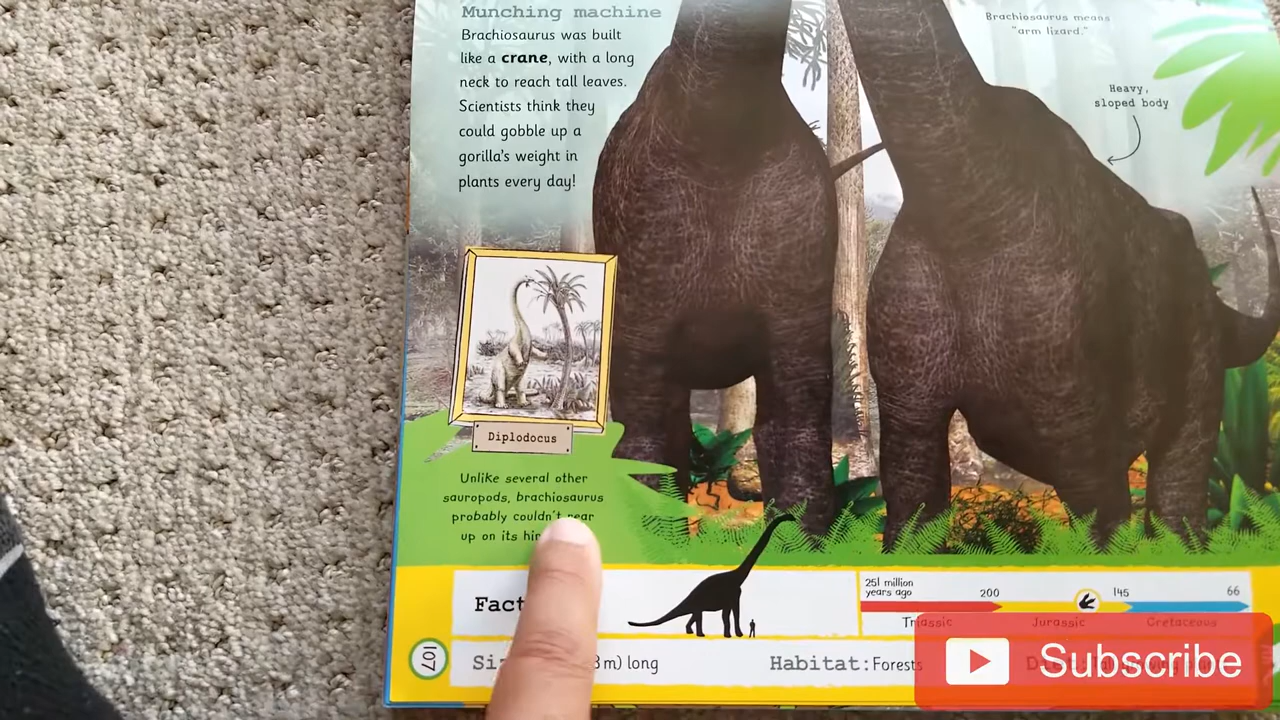 Munching machine
Brachiosaurus was built
like a crane, with a long
neck to reach tall leaves.
Scientists think they
could gobble up a
gorilla's weight in
plants every day!
Brachiosaurus means
"arm lizard."
Heavy,
sloped body
Diplodocus
Unlike several other
sauropods, brachiosaurus
probably couldn't rear
up on its
251 million
years ago
200
145
66
Triassic
Jurassic
Cretaceous
107
m) long
Habitat: Forests
Subscribe